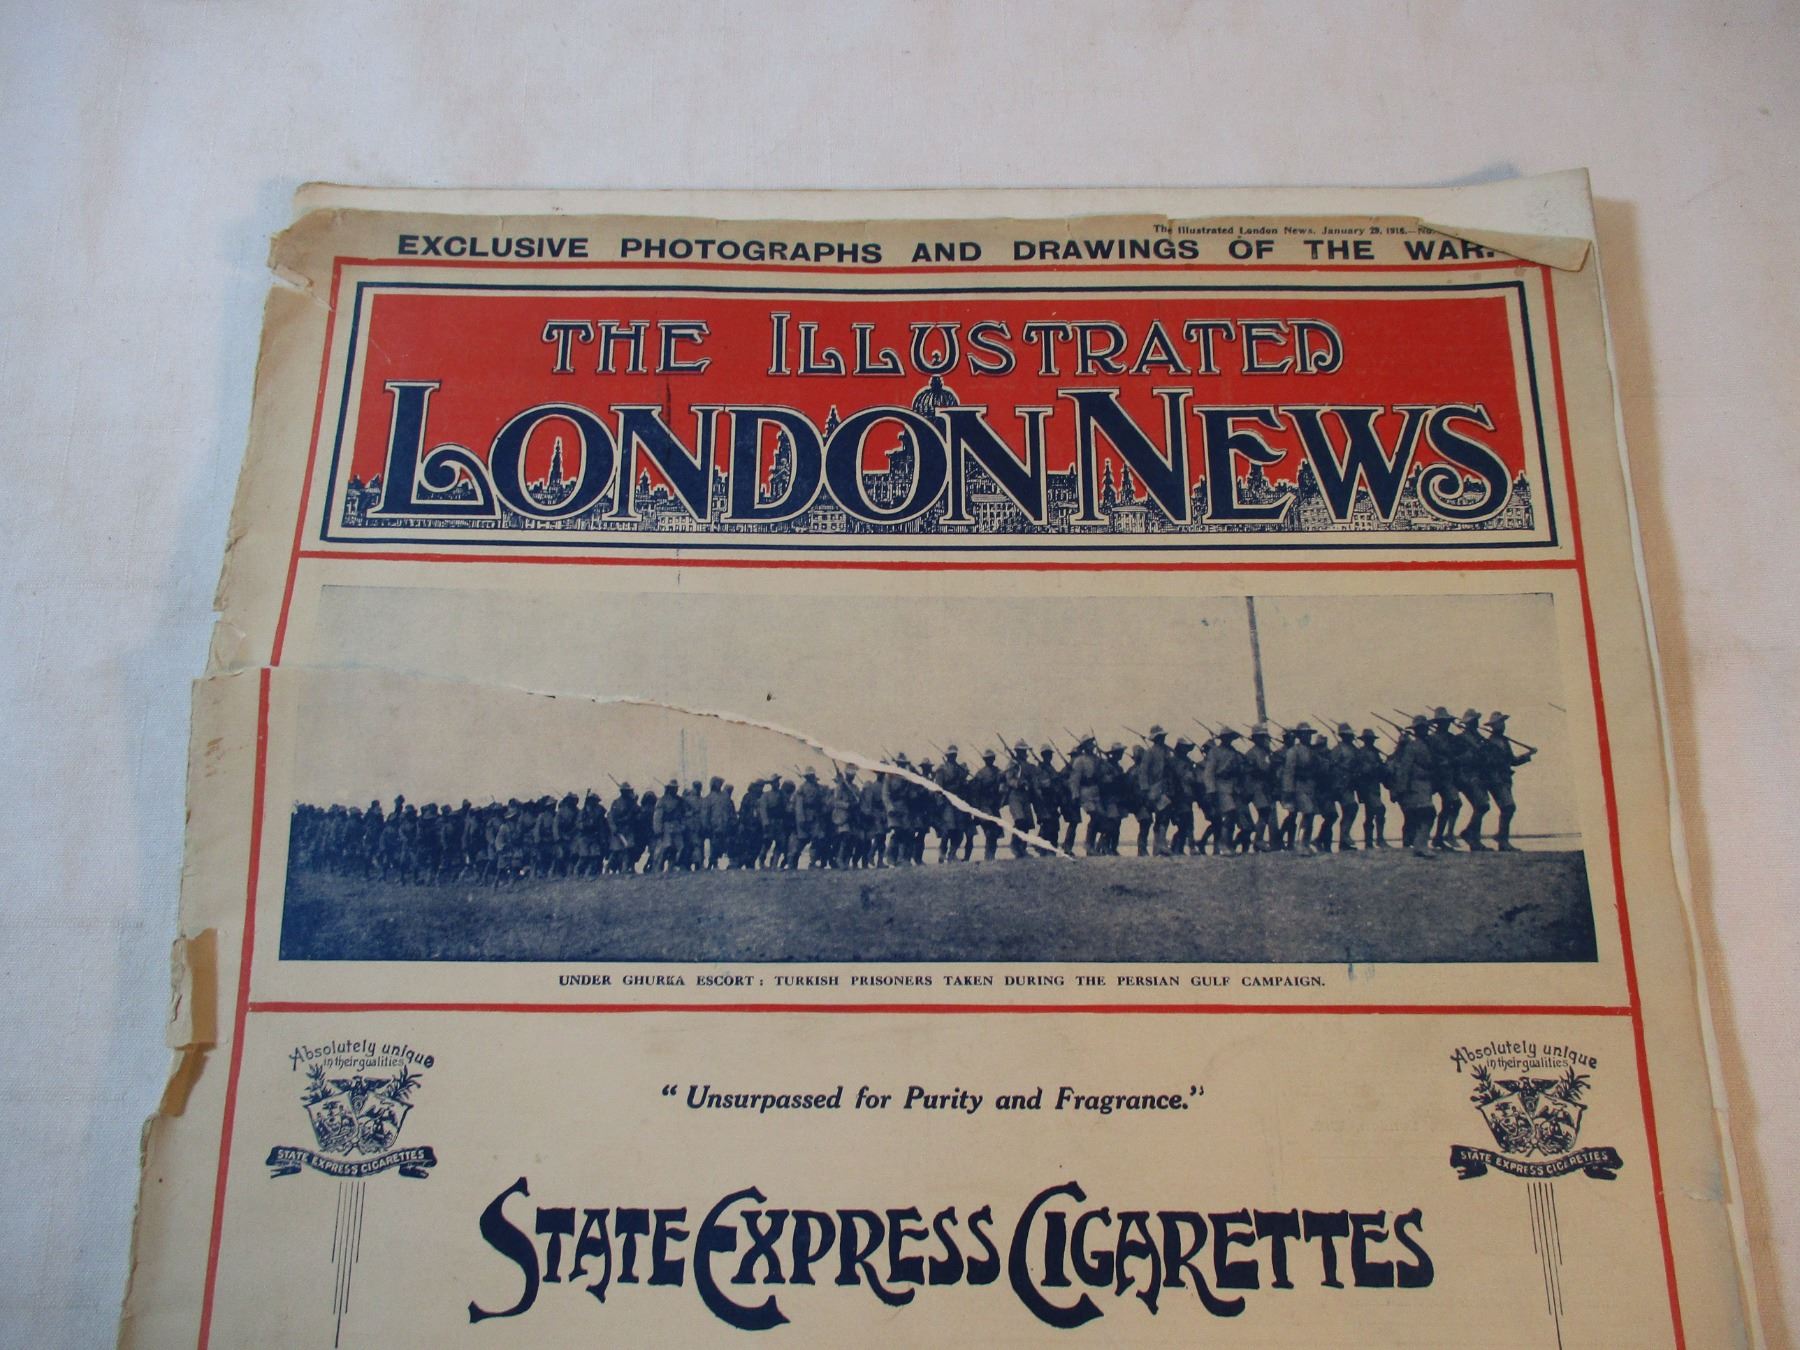 The Illustrated London News, January 29, 1916.—No.
EXCLUSIVE PHOTOGRAPHS AND DRAWINGS OF THE WAR.
THE ILLUSTRATED
LONDON NEWS
UNDER GHURKA ESCORT: TURKISH PRISONERS TAKEN DURING THE PERSIAN GULF CAMPAIGN.
Absolutely unique
in their qualities
STATE EXPRESS CIGARETTES
Absolutely unique
in their qualities
STATE EXPRESS CIGARETTES
"Unsurpassed for Purity and Fragrance."
STATE EXPRESS CIGARETTES